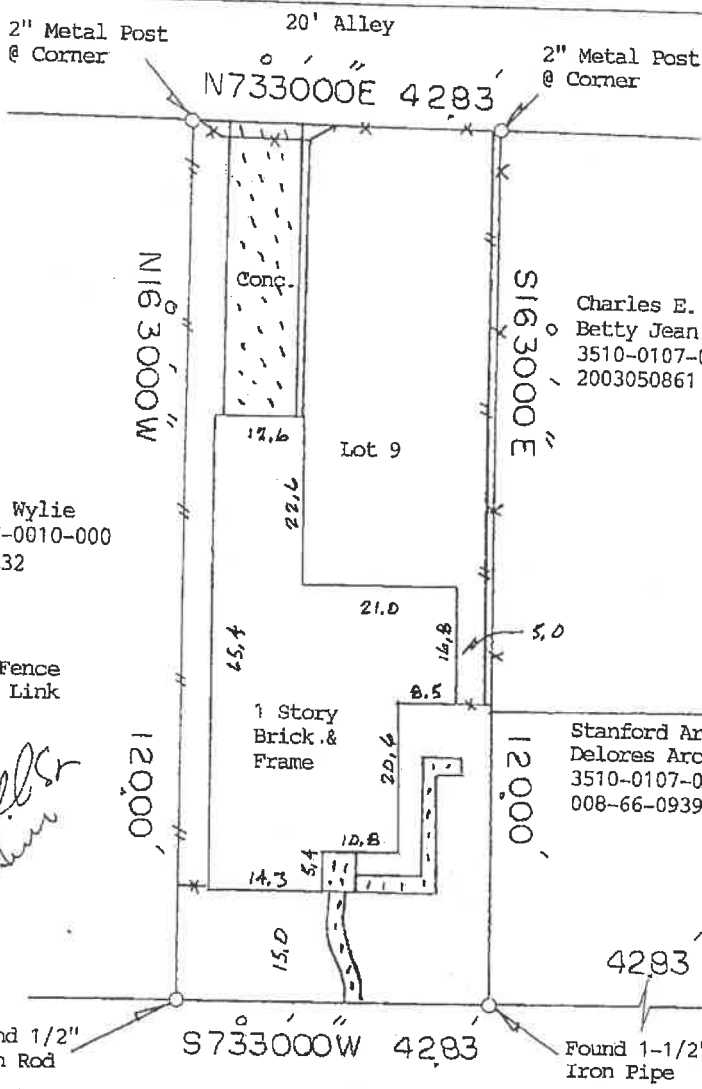 20' Alley
2" Metal Post
@ Corner
2" Metal Post
@ Corner
N73°30'00"E 42.83'
N16°30'00"W
S16°30'00"E
Conc.
Charles E.
Betty Jean
3510-0107-0
2003050861
12.6
Lot 9
22.6
Wylie
-0010-000
32
21.0
16.8
5.0
65.4
Fence
Link
8.5
1 Story
Brick &
Frame
20.6
120.00'
120.00'
Stanford Ar
Delores Arc
3510-0107-0
008-66-0939
10.8
5.4
14.3
15.0
42.83'
nd 1/2"
n Rod
S73°30'00"W 42.83'
Found 1-1/2"
Iron Pipe